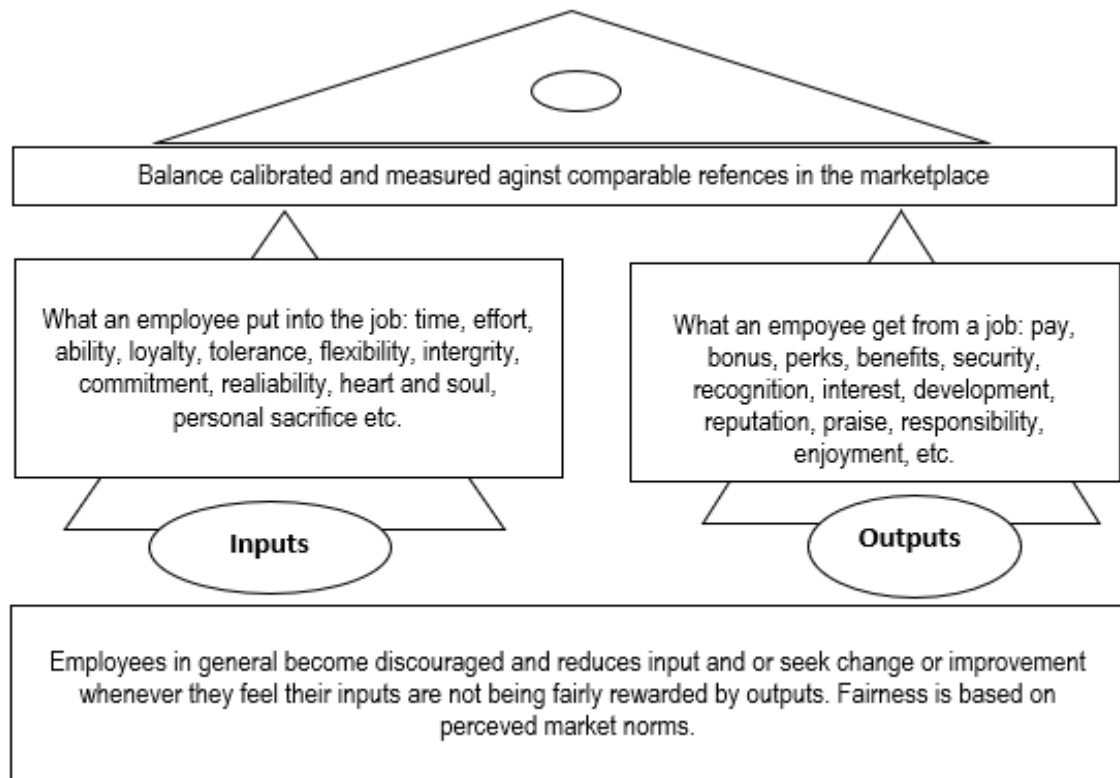 Balance calibrated and measured aginst comparable refences in the marketplace
What an employee put into the job: time, effort,
ability, loyalty, tolerance, flexibility, intergrity,
commitment, realiability, heart and soul,
personal sacrifice etc.
What an empoyee get from a job: pay,
bonus, perks, benefits, security,
recognition, interest, development,
reputation, praise, responsibility,
enjoyment, etc.
Inputs
Outputs
Employees in general become discouraged and reduces input and or seek change or improvement
whenever they feel their inputs are not being fairly rewarded by outputs. Fairness is based on
perceved market norms.